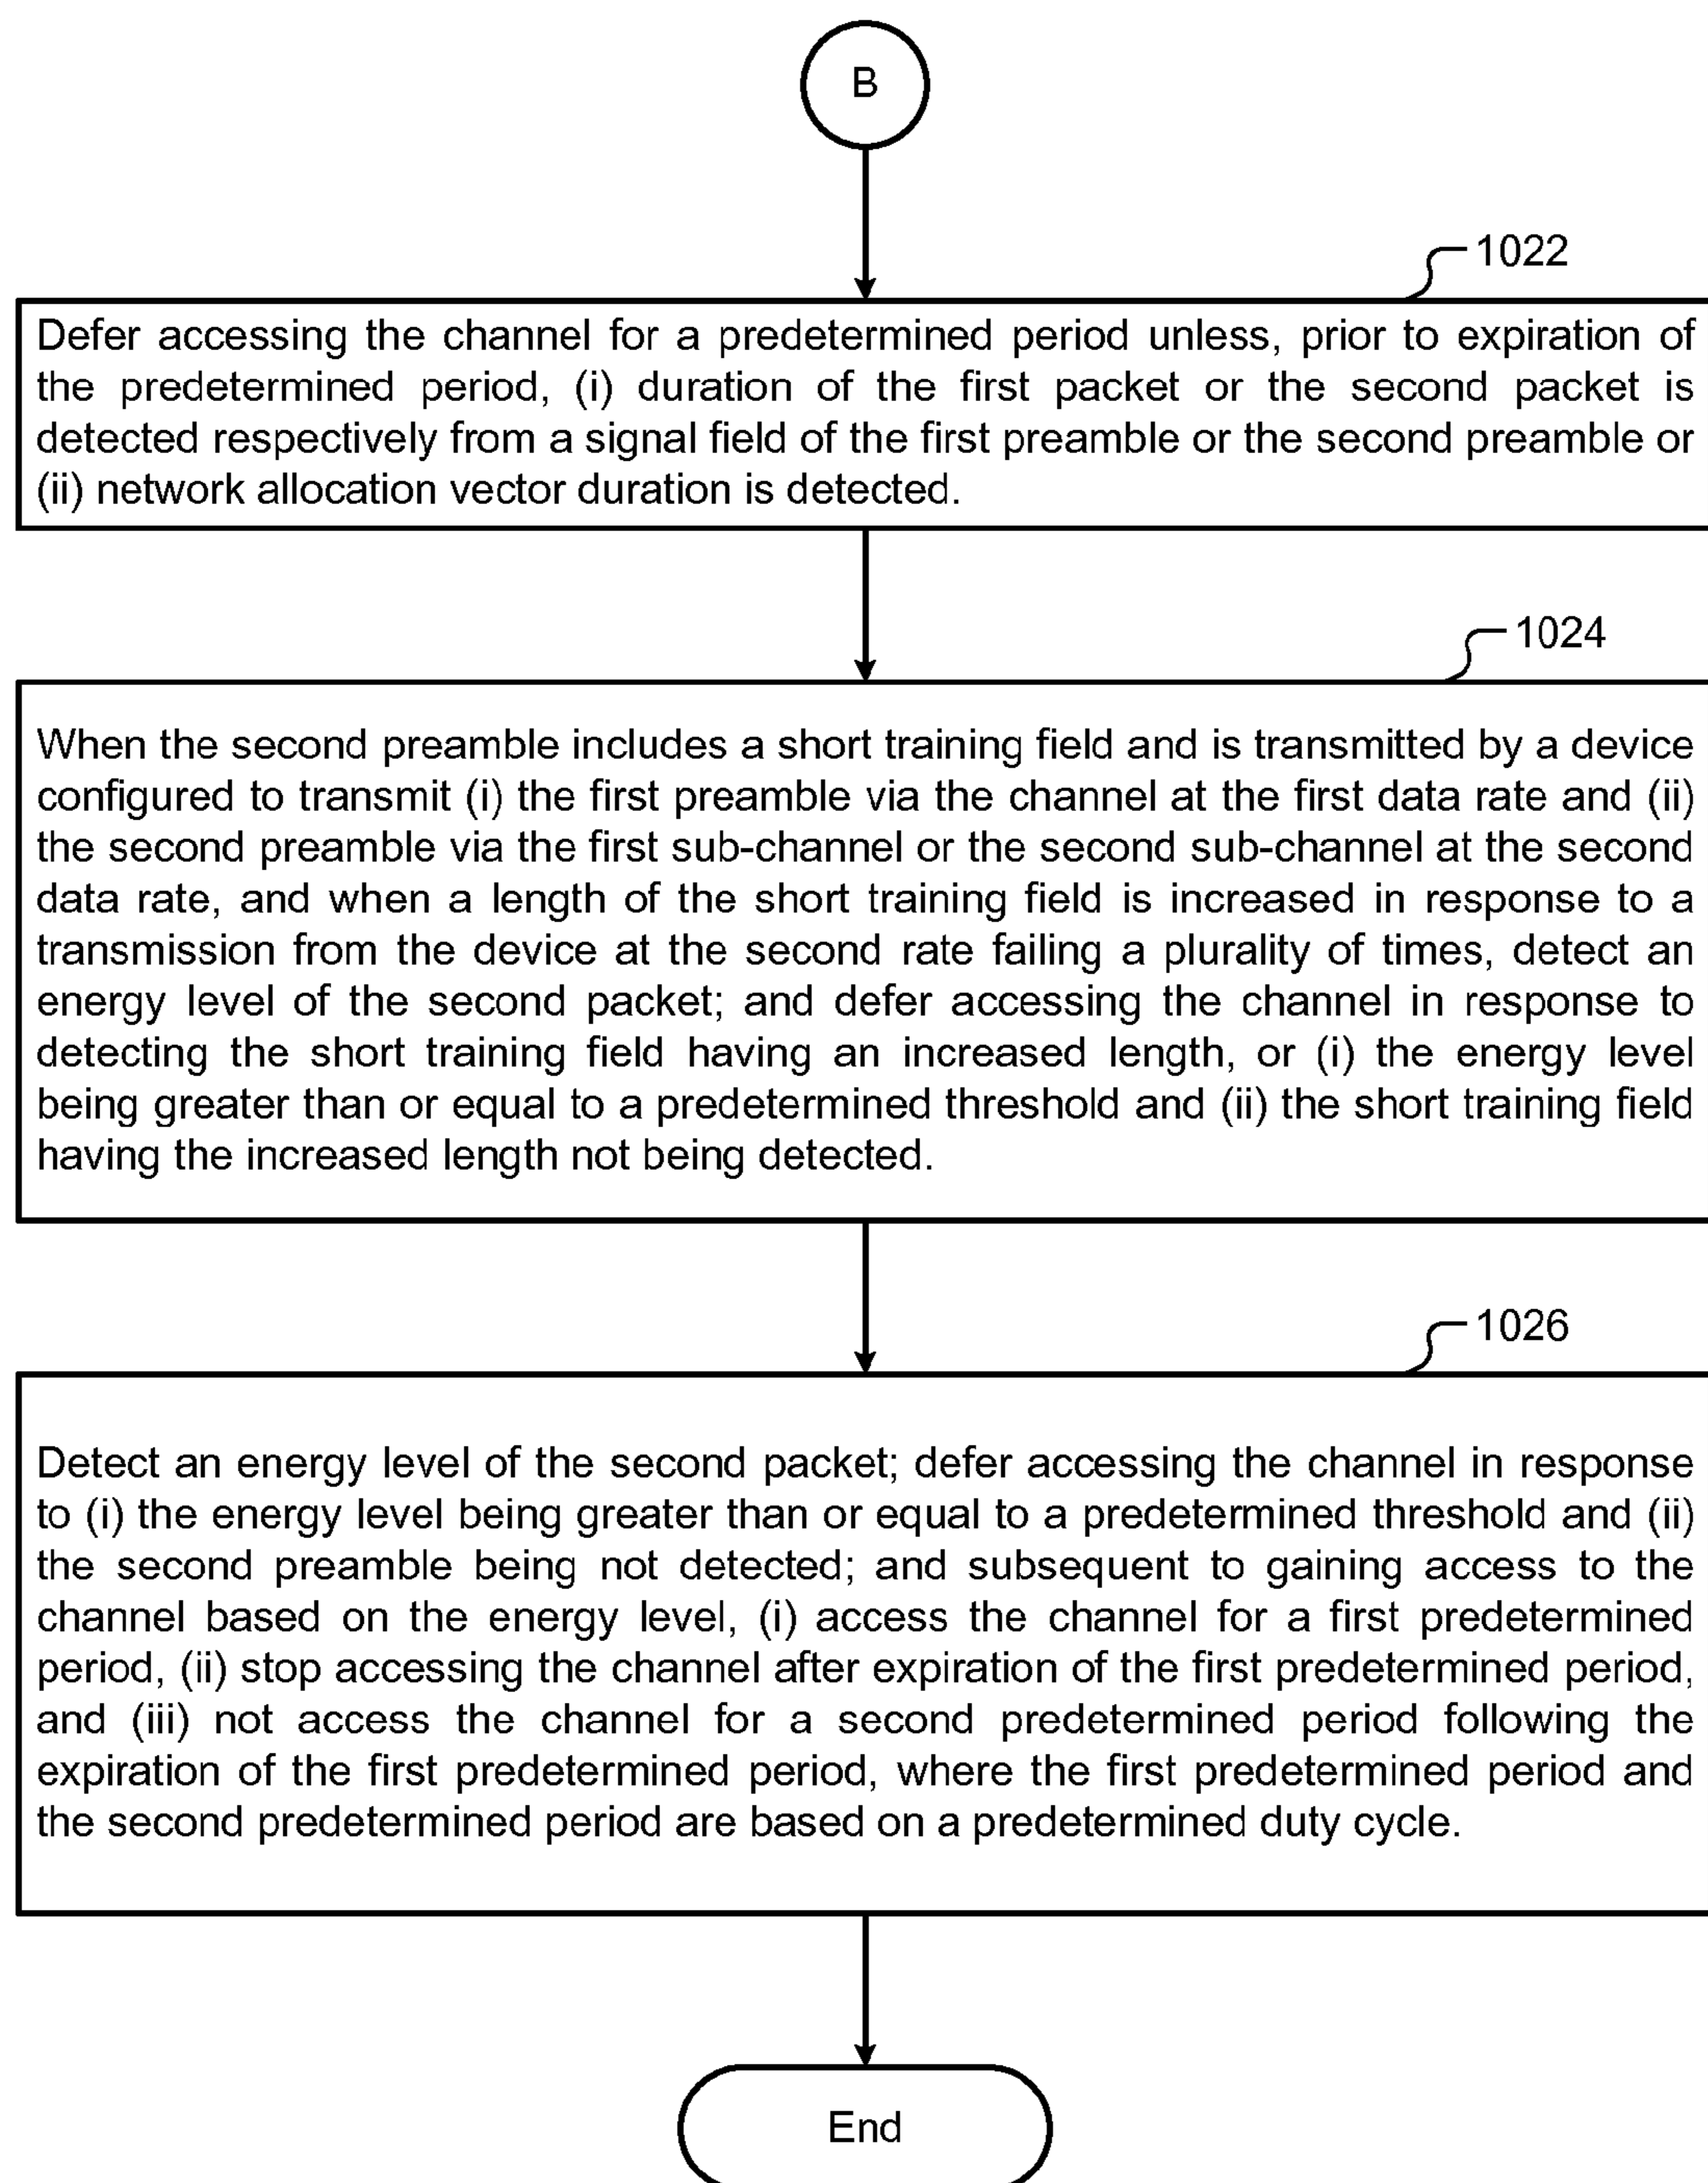 B
1022
Defer accessing the channel for a predetermined period unless, prior to expiration of
the predetermined period, (i) duration of the first packet or the second packet is
detected respectively from a signal field of the first preamble or the second preamble or
(ii) network allocation vector duration is detected.
1024
When the second preamble includes a short training field and is transmitted by a device
configured to transmit (i) the first preamble via the channel at the first data rate and (ii)
the second preamble via the first sub-channel or the second sub-channel at the second
data rate, and when a length of the short training field is increased in response to a
transmission from the device at the second rate failing a plurality of times, detect an
energy level of the second packet; and defer accessing the channel in response to
detecting the short training field having an increased length, or (i) the energy level
being greater than or equal to a predetermined threshold and (ii) the short training field
having the increased length not being detected.
1026
Detect an energy level of the second packet; defer accessing the channel in response
to (i) the energy level being greater than or equal to a predetermined threshold and (ii)
the second preamble being not detected; and subsequent to gaining access to the
channel based on the energy level, (i) access the channel for a first predetermined
period, (ii) stop accessing the channel after expiration of the first predetermined period,
and (iii) not access the channel for a second predetermined period following the
expiration of the first predetermined period, where the first predetermined period and
the second predetermined period are based on a predetermined duty cycle.
End